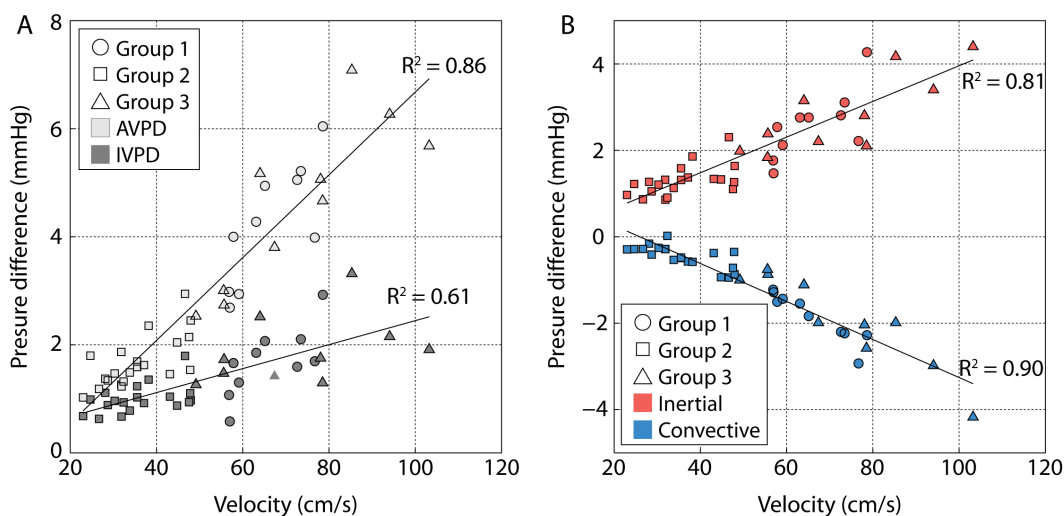 A
Presure difference (mmHg)
8
6
4
2
0
Group 1
Group 2
Group 3
AVPD
IVPD
R² = 0.86
R² = 0.61
20 40 60 80 100 120
Velocity (cm/s)
B
Presure difference (mmHg)
4
2
0
−2
−4
R² = 0.81
R² = 0.90
Group 1
Group 2
Group 3
Inertial
Convective
20 40 60 80 100 120
Velocity (cm/s)